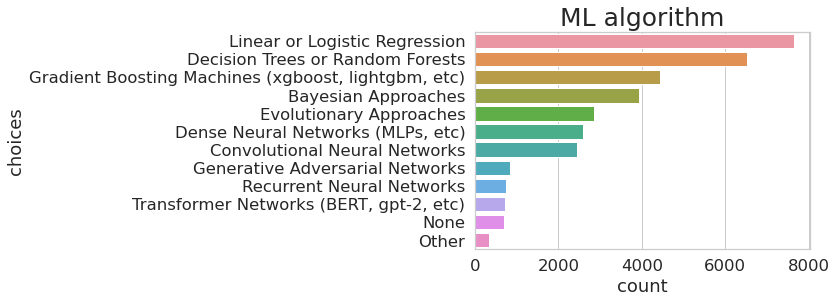 ML algorithm
choices
Linear or Logistic Regression
Decision Trees or Random Forests
Gradient Boosting Machines (xgboost, lightgbm, etc)
Bayesian Approaches
Evolutionary Approaches
Dense Neural Networks (MLPs, etc)
Convolutional Neural Networks
Generative Adversarial Networks
Recurrent Neural Networks
Transformer Networks (BERT, gpt-2, etc)
None
Other
0 2000 4000 6000 8000
count